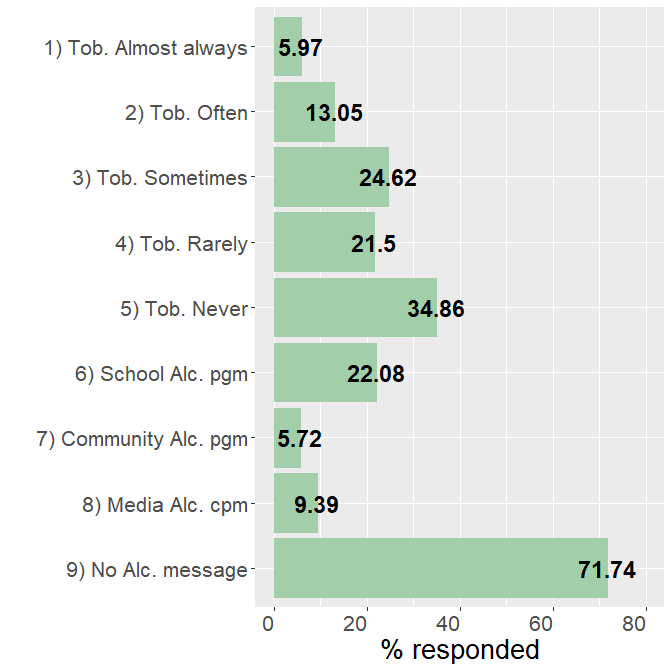 1) Tob. Almost always 5.97
2) Tob. Often 13.05
3) Tob. Sometimes 24.62
4) Tob. Rarely 21.5
5) Tob. Never 34.86
6) School Alc. pgm 22.08
7) Community Alc. pgm 5.72
8) Media Alc. cpm 9.39
9) No Alc. message 71.74
0 20 40 60 80
% responded